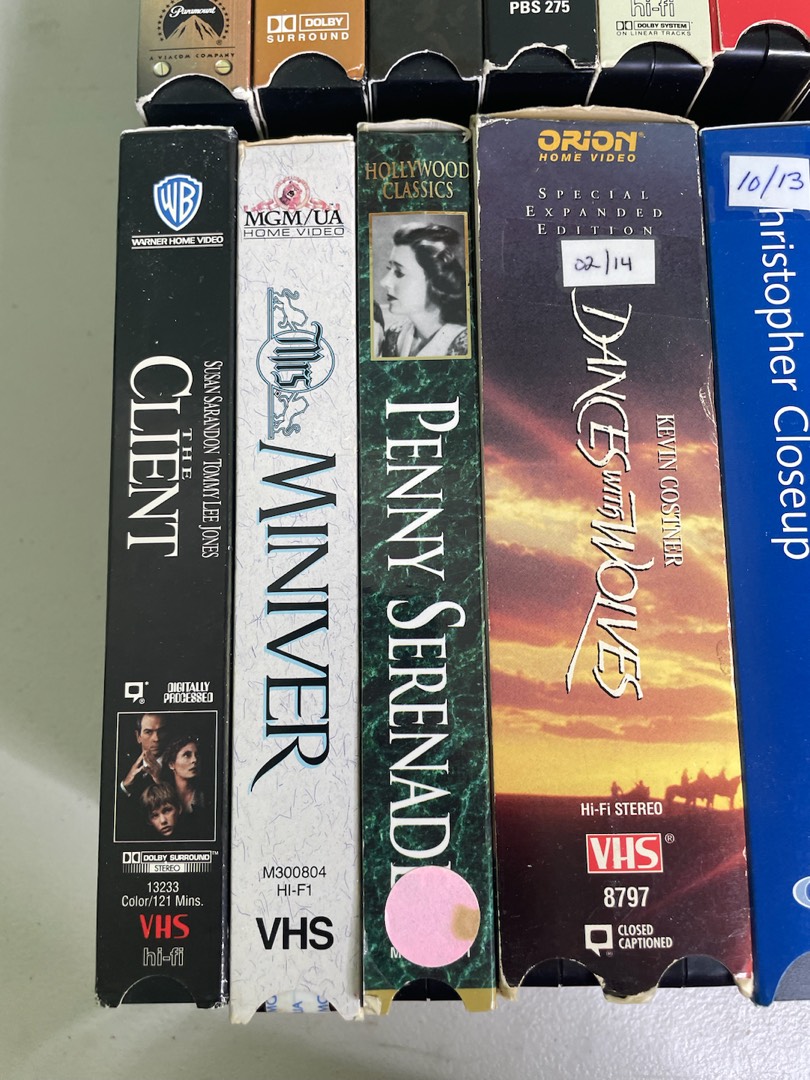 Paramount
A VIACOM COMPANY
DOLBY
SURROUND
PBS 275
hi-fi
DOLBY SYSTEM
ON LINEAR TRACKS
WB
WARNER HOME VIDEO
SUSAN SARANDON TOMMY LEE JONES
THE
CLIENT
DIGITALLY
PROCESSED
DOLBY SURROUND
STEREO
13233
Color/121 Mins.
VHS
hi-fi
MGM/UA
HOME VIDEO
MRS.
MINIVER
M300804
HI-F1
VHS
HOLLYWOOD
CLASSICS
PENNY SERENADE
ORION
HOME VIDEO
SPECIAL
EXPANDED
EDITION
02/14
KEVIN COSTNER
DANCES WITH WOLVES
Hi-Fi STEREO
VHS
8797
CLOSED
CAPTIONED
10/13
hristopher Closeup